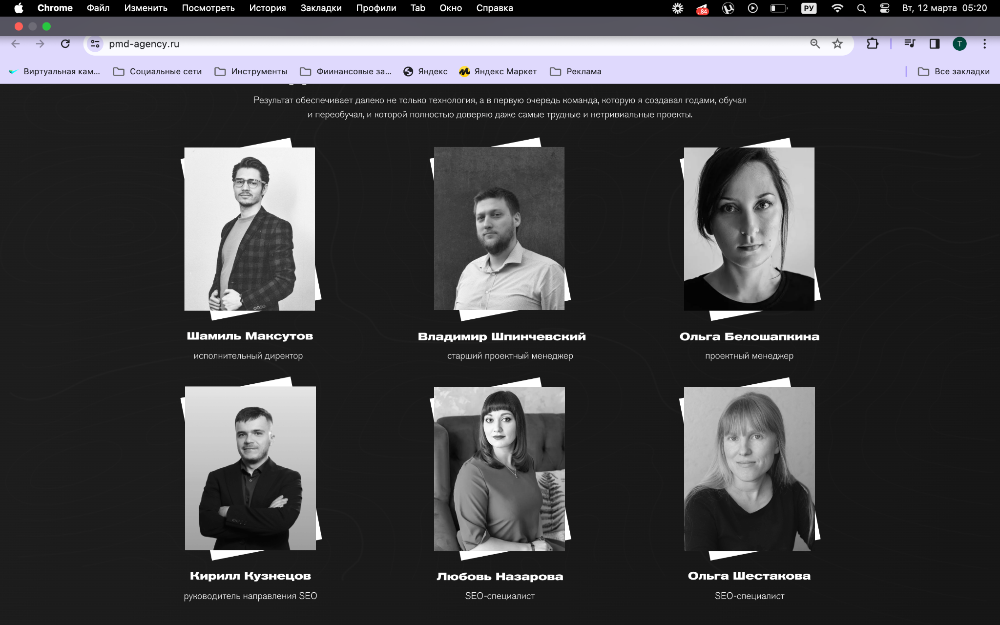 Chrome Файл Изменить Посмотреть История Закладки Профили Tab Окно Справка
..84 РУ Вт, 12 марта 05:20
pmd-agency.ru
T
Виртуальная кам... Социальные сети Инструменты Фиинансовые за... Яндекс Яндекс Маркет Реклама Все закладки
Результат обеспечивает далеко не только технология, а в первую очередь команда, которую я создавал годами, обучал
и переобучал, и которой полностью доверяю даже самые трудные и нетривиальные проекты.
Шамиль Максутов
исполнительный директор
Владимир Шпинчевский
старший проектный менеджер
Ольга Белошапкина
проектный менеджер
Кирилл Кузнецов
руководитель направления SEO
Любовь Назарова
SEO-специалист
Ольга Шестакова
SEO-специалист